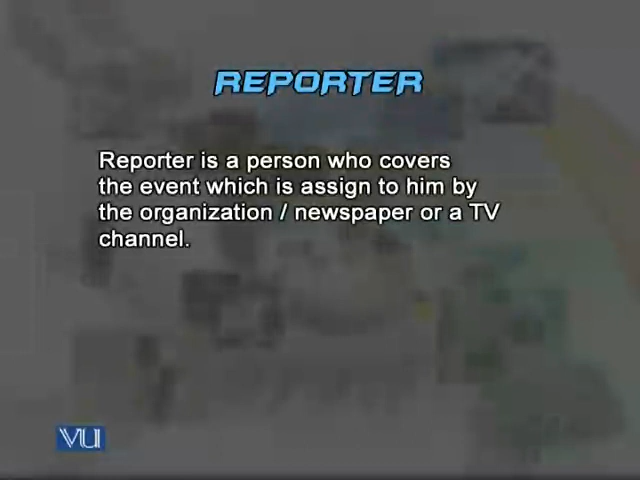 REPORTER
Reporter is a person who covers
the event which is assign to him by
the organization / newspaper or a TV
channel.
VU